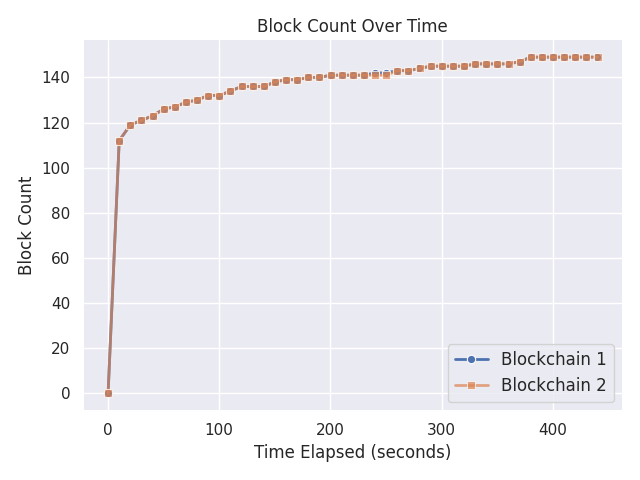 Block Count Over Time
140
120
100
80
60
40
20
0
Block Count
0 100 200 300 400
Time Elapsed (seconds)
Blockchain 1
Blockchain 2